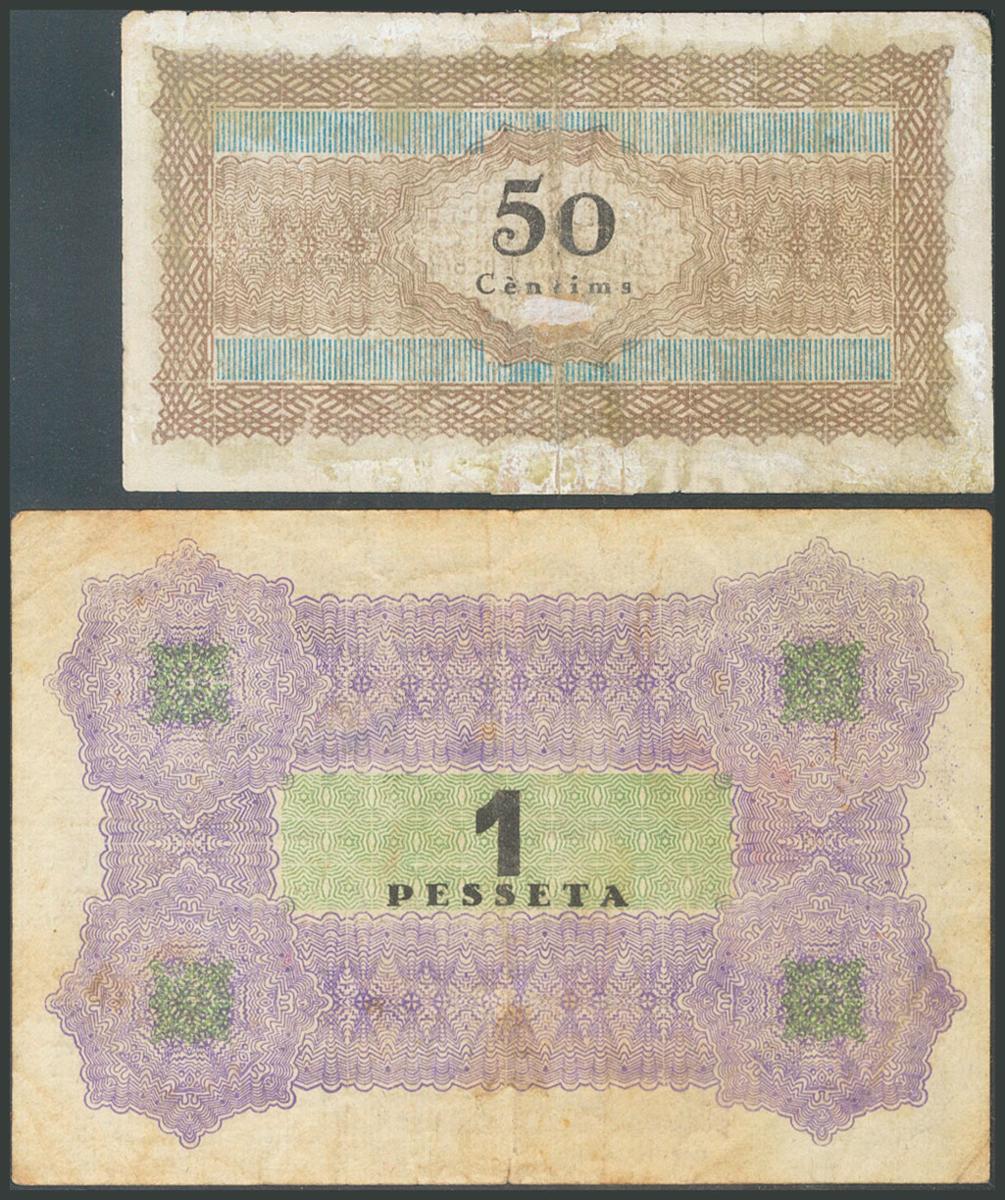 50
Cèntims
1
PESSETA